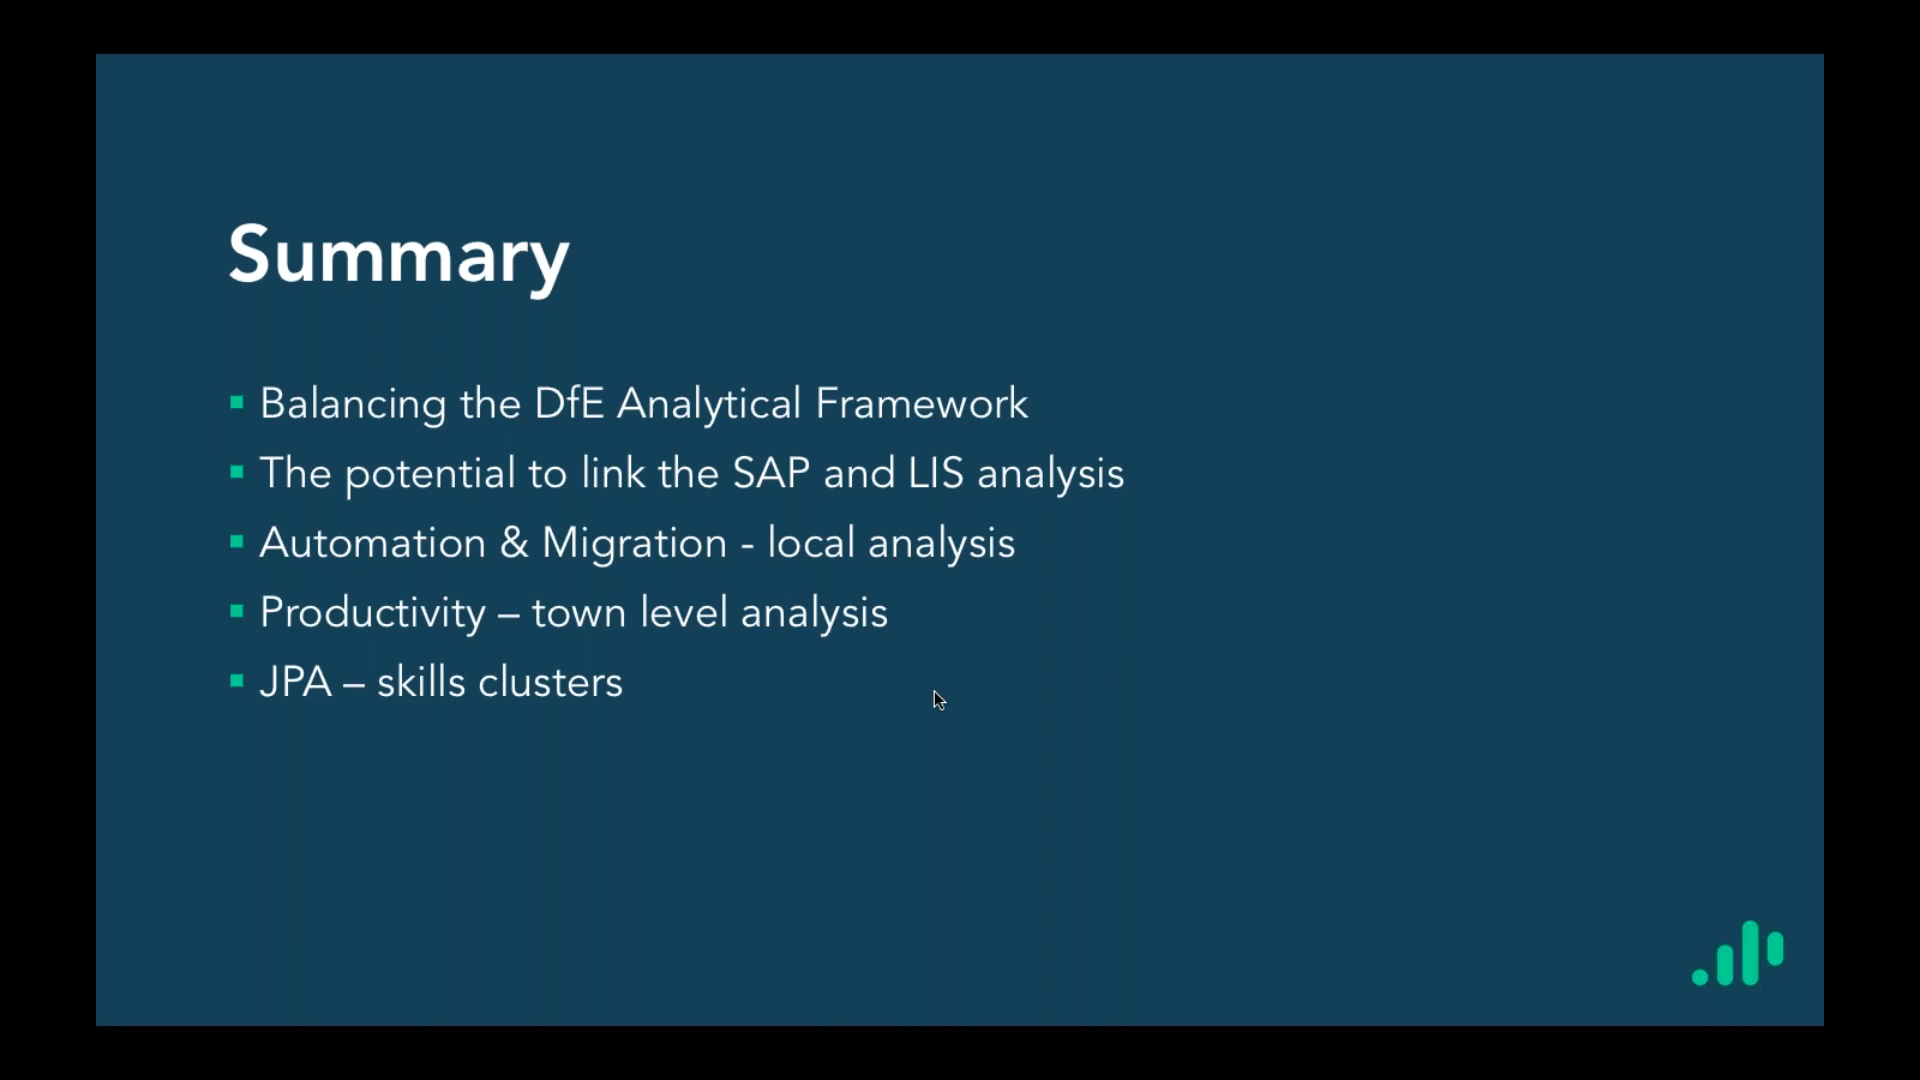 Summary
Balancing the DfE Analytical Framework
The potential to link the SAP and LIS analysis
Automation & Migration - local analysis
Productivity – town level analysis
JPA – skills clusters